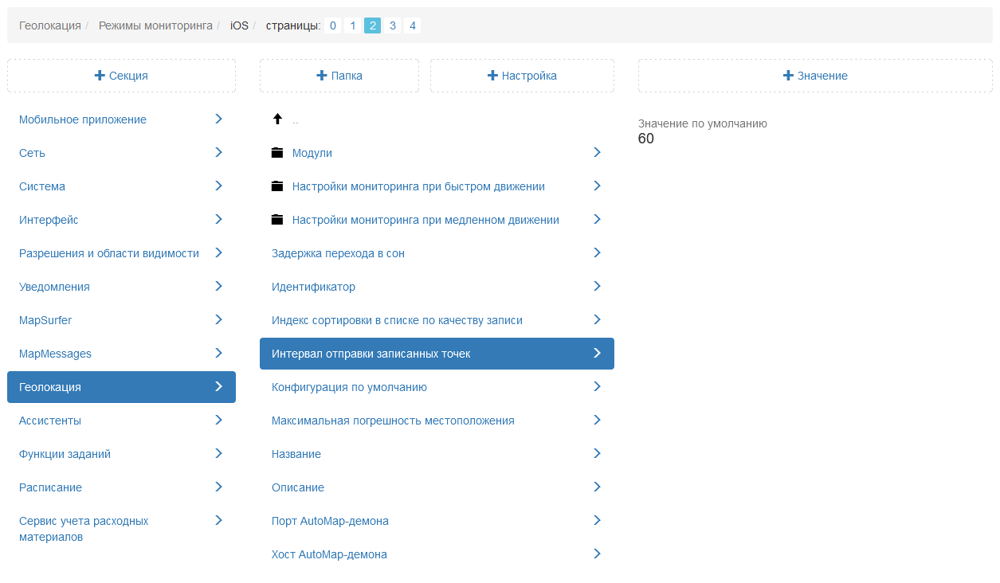 Геолокация / Режимы мониторинга / iOS / страницы: 0 1 2 3 4
Секция
Папка
Настройка
Значение
Мобильное приложение
Сеть
Система
Интерфейс
Разрешения и области видимости
Уведомления
MapSurfer
MapMessages
Геолокация
Ассистенты
Функции заданий
Расписание
Сервис учета расходных
материалов
..
Модули
Настройки мониторинга при быстром движении
Настройки мониторинга при медленном движении
Задержка перехода в сон
Идентификатор
Индекс сортировки в списке по качеству записи
Интервал отправки записанных точек
Конфигурация по умолчанию
Максимальная погрешность местоположения
Название
Описание
Порт AutoMap-демона
Хост AutoMap-демона
Значение по умолчанию
60